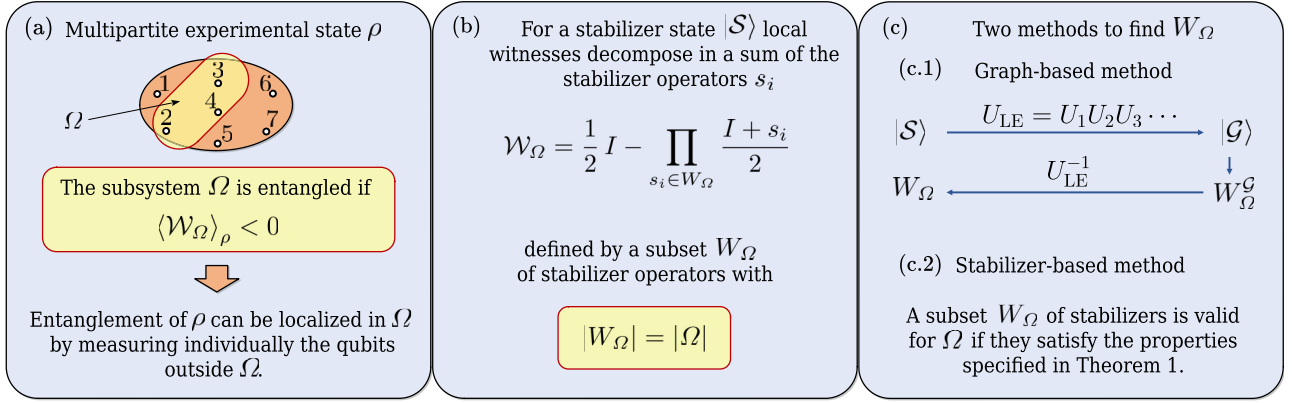 (a) Multipartite experimental state ρ
1 3 6
Ω 4
2 5 7
The subsystem Ω is entangled if
⟨𝒲_Ω⟩_ρ < 0
Entanglement of ρ can be localized in Ω
by measuring individually the qubits
outside Ω.
(b) For a stabilizer state |𝒮⟩ local
witnesses decompose in a sum of the
stabilizer operators s_i
𝒲_Ω = 1/2 I − ∏_{s_i∈W_Ω} (I + s_i)/2
defined by a subset W_Ω
of stabilizer operators with
|W_Ω| = |Ω|
(c) Two methods to find W_Ω
(c.1) Graph-based method
|𝒮⟩ U_LE = U_1U_2U_3 ⋯ |𝒢⟩
W_Ω U_LE^{−1} W_Ω^𝒢
(c.2) Stabilizer-based method
A subset W_Ω of stabilizers is valid
for Ω if they satisfy the properties
specified in Theorem 1.